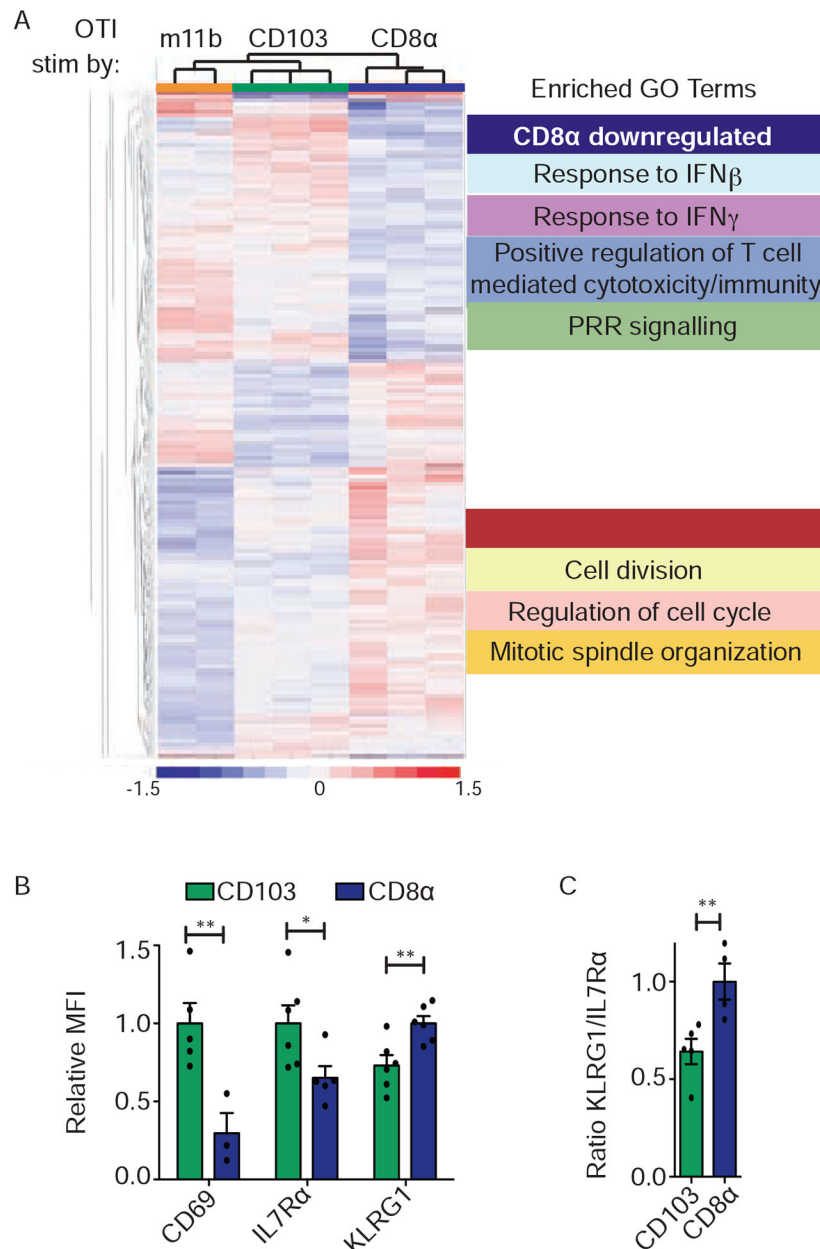 A
OTI
stim by:
m11b
CD103
CD8α
Enriched GO Terms
CD8α downregulated
Response to IFNβ
Response to IFNγ
Positive regulation of T cell
mediated cytotoxicity/immunity
PRR signalling
Cell division
Regulation of cell cycle
Mitotic spindle organization
-1.5
0
1.5
B
CD103
CD8α
**
*
**
Relative MFI
1.5
1.0
0.5
0.0
CD69
IL7Rα
KLRG1
C
**
Ratio KLRG1/IL7Rα
1.0
0.5
0.0
CD103
CD8α